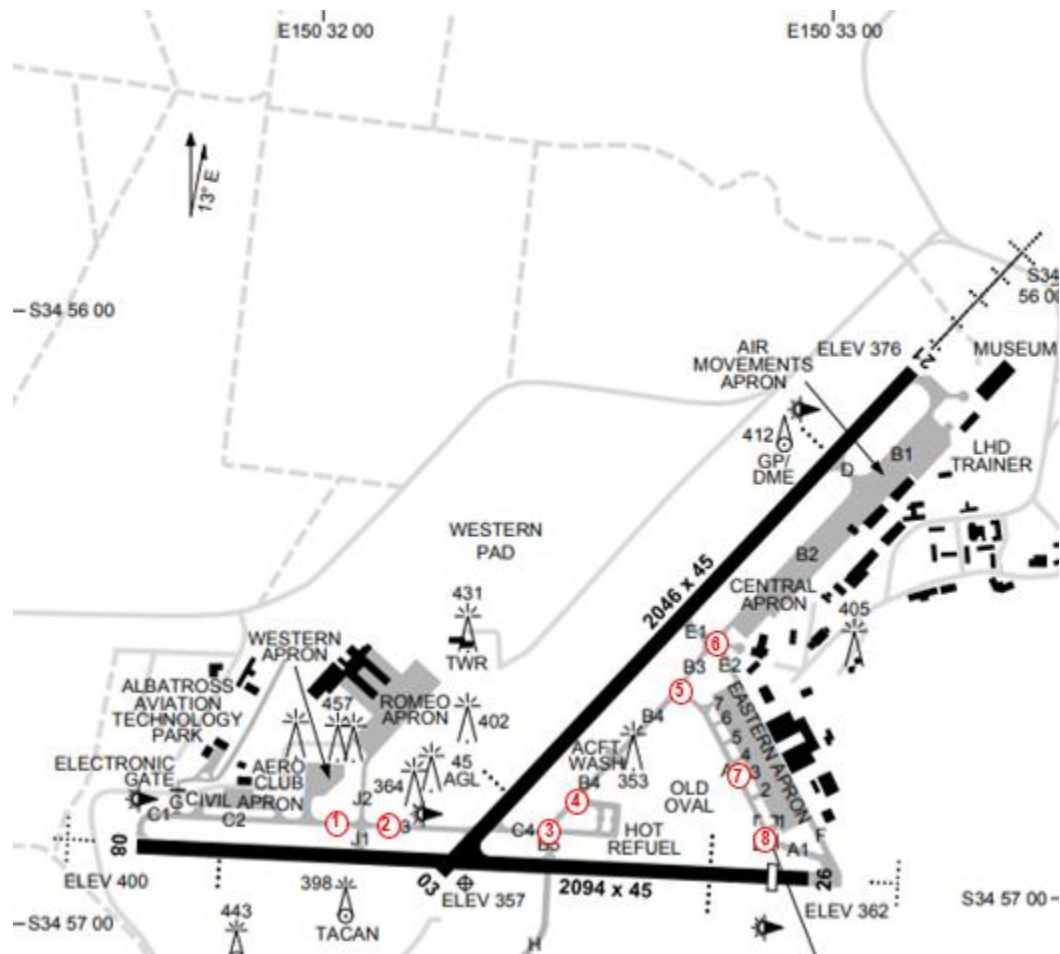 E150 32 00
E150 33 00
13° E
S34 56 00
S34
56 00
AIR
MOVEMENTS
APRON
ELEV 376
21
MUSEUM
412
GP/
DME
D
B1
LHD
TRAINER
WESTERN
PAD
2046 x 45
B2
CENTRAL
APRON
431
TWR
405
WESTERN
APRON
E1
6
E2
B3
ALBATROSS
AVIATION
TECHNOLOGY
PARK
457
ROMEO
APRON
402
5
B4
EASTERN APRON
7
6
5
4
3
2
ELECTRONIC
GATE
AERO
CLUB
364
45
AGL
ACFT
WASH
353
B4
OLD
OVAL
7
G
CIVIL APRON
J2
4
C1
C2
1
2
3
J1
C4
3
HOT
REFUEL
8
F
A1
08
03
26
ELEV 400
398
ELEV 357
2094 x 45
ELEV 362
443
TACAN
H
S34 57 00
S34 57 00